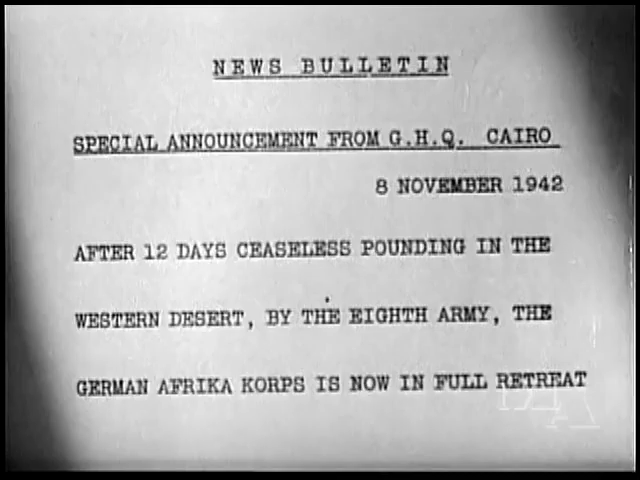 NEWS BULLETIN
SPECIAL ANNOUNCEMENT FROM G.H.Q. CAIRO
8 NOVEMBER 1942
AFTER 12 DAYS CEASELESS POUNDING IN THE
WESTERN DESERT, BY THE EIGHTH ARMY, THE
GERMAN AFRIKA KORPS IS NOW IN FULL RETREAT